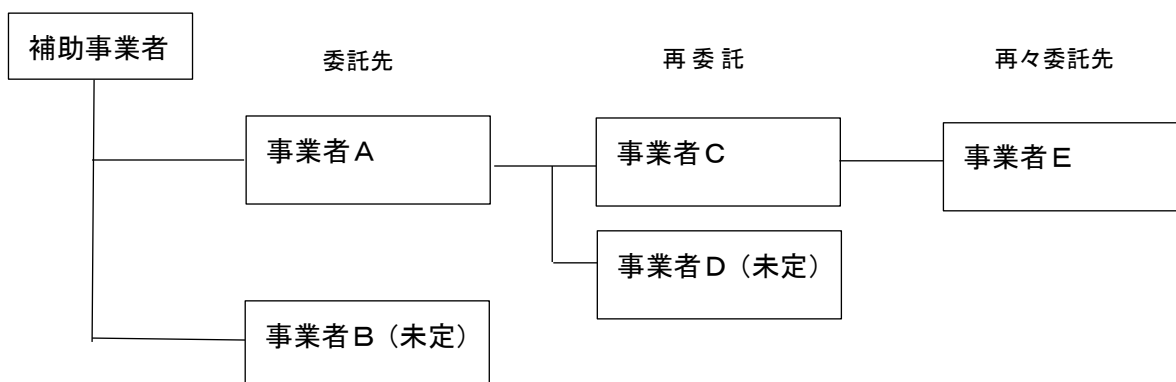 補助事業者
委託先
再委託
再々委託先
事業者A
事業者C
事業者E
事業者D(未定)
事業者B(未定)